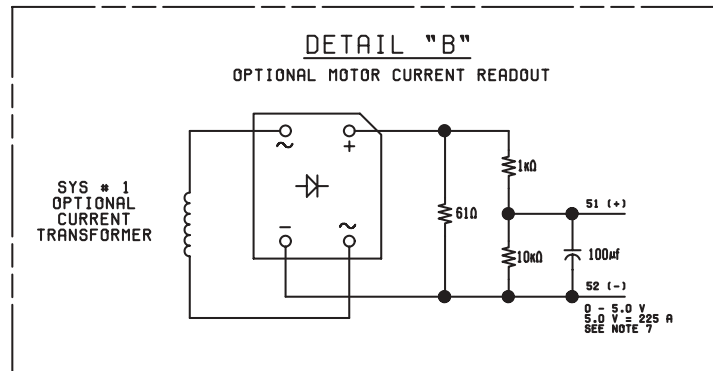 DETAIL "B"
OPTIONAL MOTOR CURRENT READOUT
~
+
1kΩ
SYS # 1
OPTIONAL
CURRENT
TRANSFORMER
61Ω
51 (+)
−
~
10kΩ
100µf
52 (-)
0 - 5.0 V
5.0 V = 225 A
SEE NOTE 7